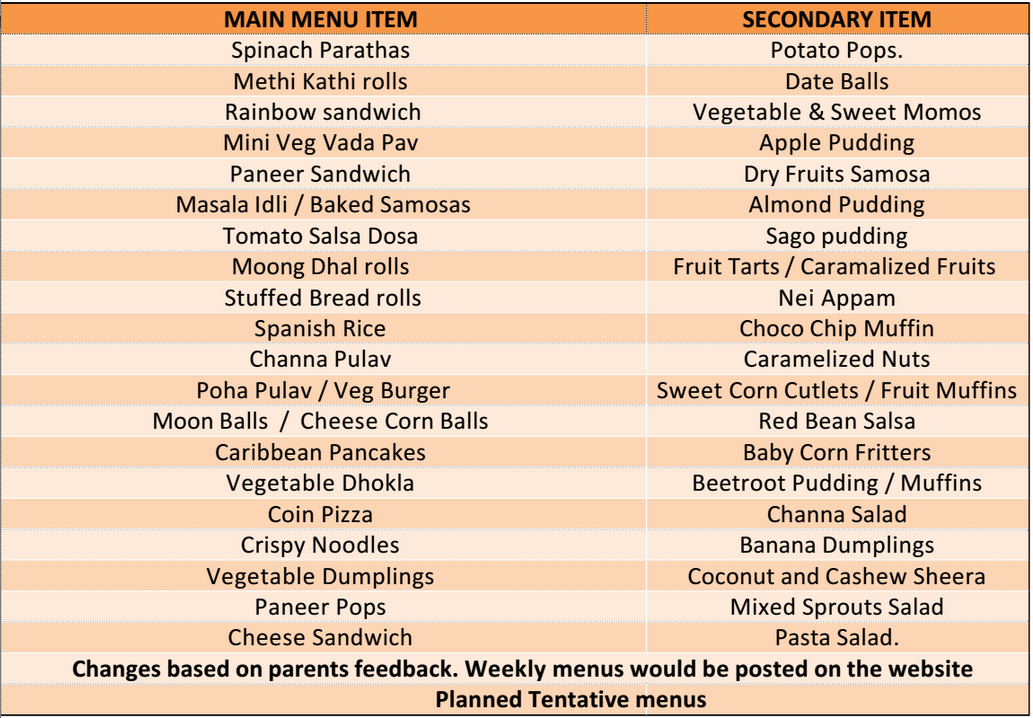 MAIN MENU ITEM SECONDARY ITEM
Spinach Parathas Potato Pops.
Methi Kathi rolls Date Balls
Rainbow sandwich Vegetable & Sweet Momos
Mini Veg Vada Pav Apple Pudding
Paneer Sandwich Dry Fruits Samosa
Masala Idli / Baked Samosas Almond Pudding
Tomato Salsa Dosa Sago pudding
Moong Dhal rolls Fruit Tarts / Caramalized Fruits
Stuffed Bread rolls Nei Appam
Spanish Rice Choco Chip Muffin
Channa Pulav Caramelized Nuts
Poha Pulav / Veg Burger Sweet Corn Cutlets / Fruit Muffins
Moon Balls / Cheese Corn Balls Red Bean Salsa
Caribbean Pancakes Baby Corn Fritters
Vegetable Dhokla Beetroot Pudding / Muffins
Coin Pizza Channa Salad
Crispy Noodles Banana Dumplings
Vegetable Dumplings Coconut and Cashew Sheera
Paneer Pops Mixed Sprouts Salad
Cheese Sandwich Pasta Salad.
Changes based on parents feedback. Weekly menus would be posted on the website
Planned Tentative menus